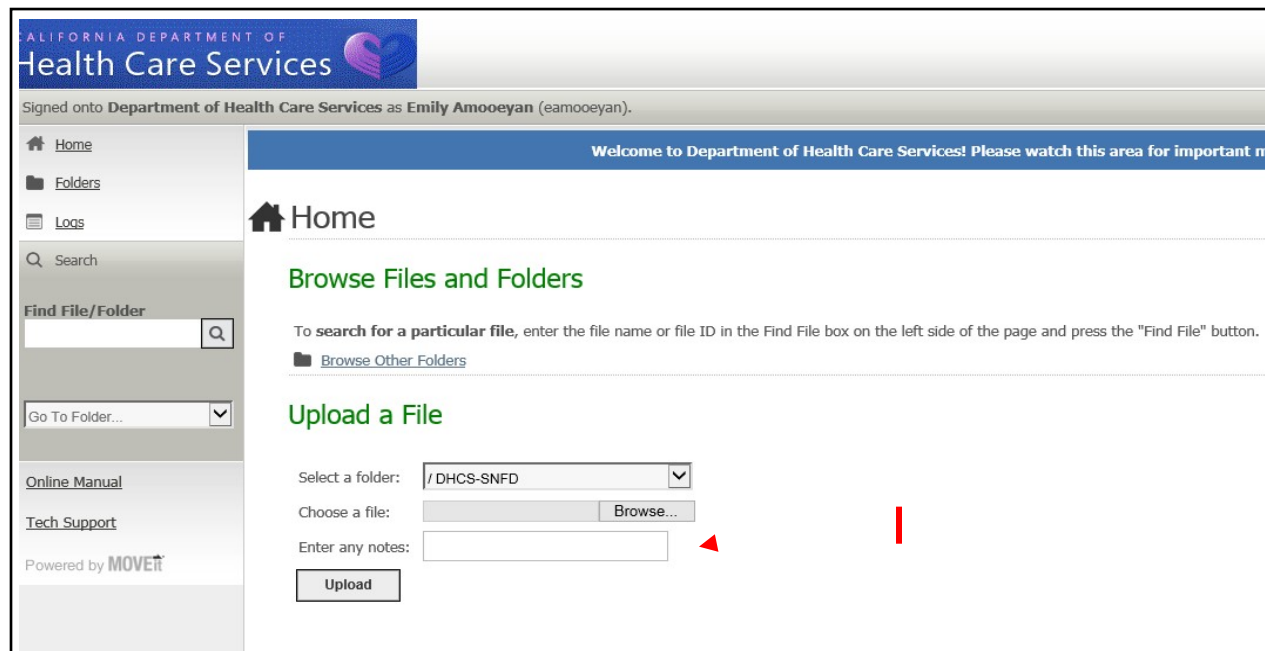 CALIFORNIA DEPARTMENT OF
Health Care Services
Signed onto Department of Health Care Services as Emily Amooeyan (eamooeyan).
Home
Folders
Logs
Search
Find File/Folder
Go To Folder...
Online Manual
Tech Support
Powered by MOVEit
Welcome to Department of Health Care Services! Please watch this area for important m
Home
Browse Files and Folders
To search for a particular file, enter the file name or file ID in the Find File box on the left side of the page and press the "Find File" button.
Browse Other Folders
Upload a File
Select a folder: / DHCS-SNFD
Choose a file: Browse...
Enter any notes:
Upload